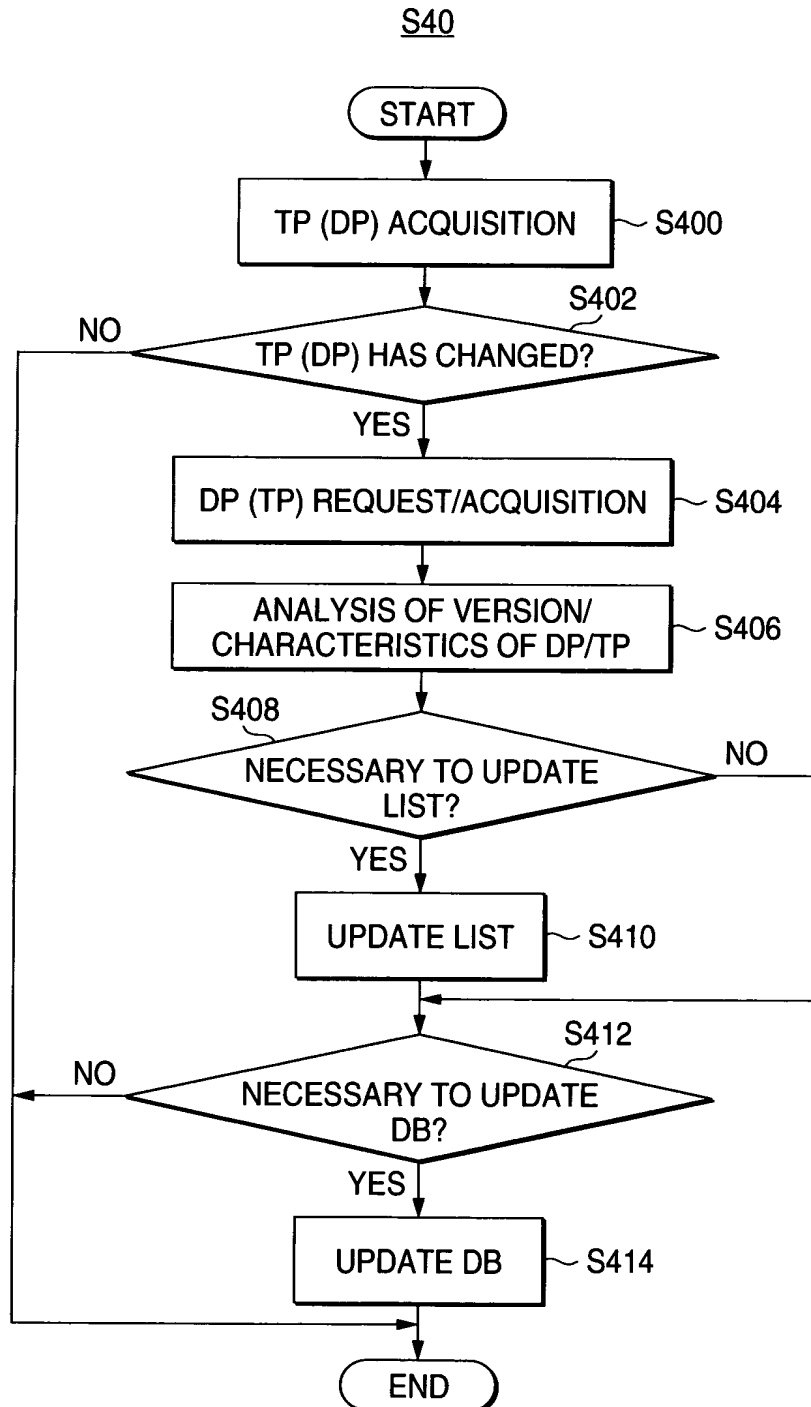 S40
START
TP (DP) ACQUISITION
S400
S402
NO
TP (DP) HAS CHANGED?
YES
DP (TP) REQUEST/ACQUISITION
S404
ANALYSIS OF VERSION/
CHARACTERISTICS OF DP/TP
S406
S408
NO
NECESSARY TO UPDATE
LIST?
YES
UPDATE LIST
S410
S412
NO
NECESSARY TO UPDATE
DB?
YES
UPDATE DB
S414
END